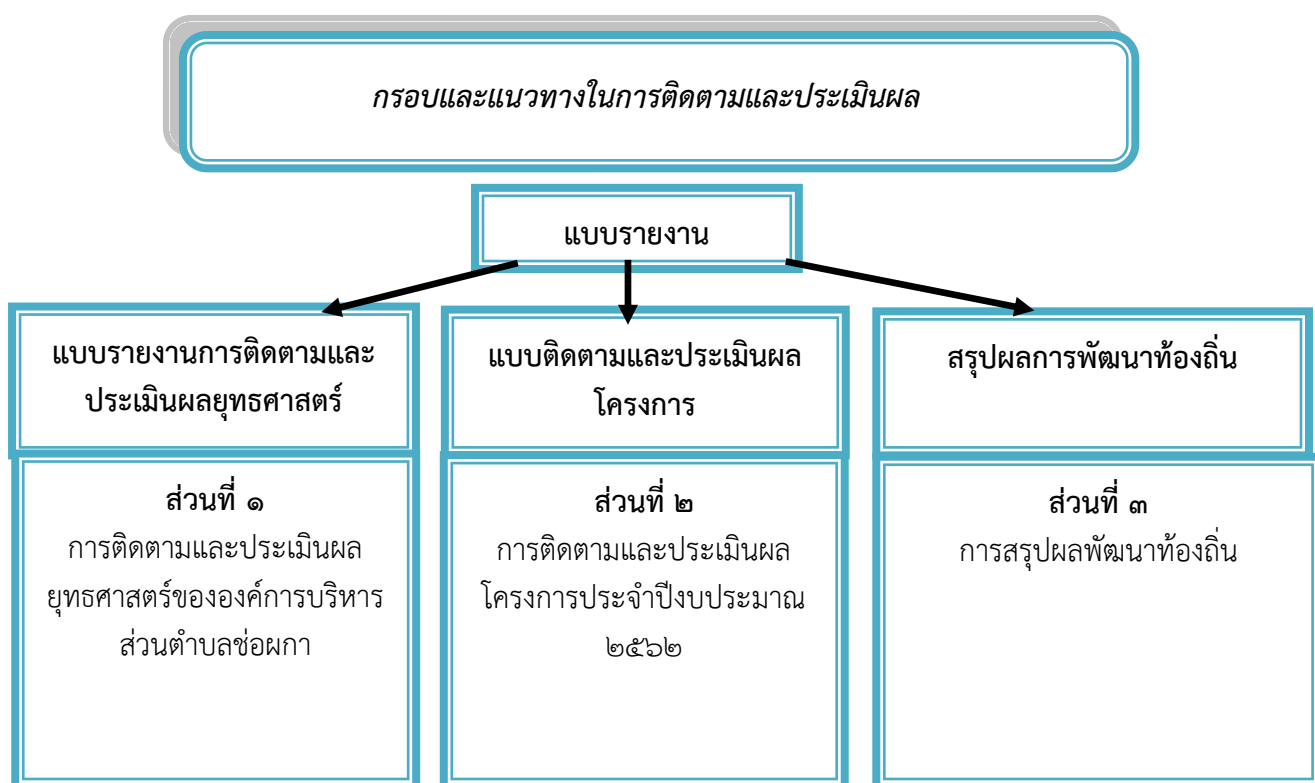 กรอบและแนวทางในการติดตามและประเมินผล
แบบรายงาน
แบบรายงานการติดตามและ
ประเมินผลยุทธศาสตร์
แบบติดตามและประเมินผล
โครงการ
สรุปผลการพัฒนาท้องถิ่น
ส่วนที่ ๑
การติดตามและประเมินผล
ยุทธศาสตร์ขององค์การบริหาร
ส่วนตำบลช่อผกา
ส่วนที่ ๒
การติดตามและประเมินผล
โครงการประจำปีงบประมาณ
๒๕๖๒
ส่วนที่ ๓
การสรุปผลพัฒนาท้องถิ่น